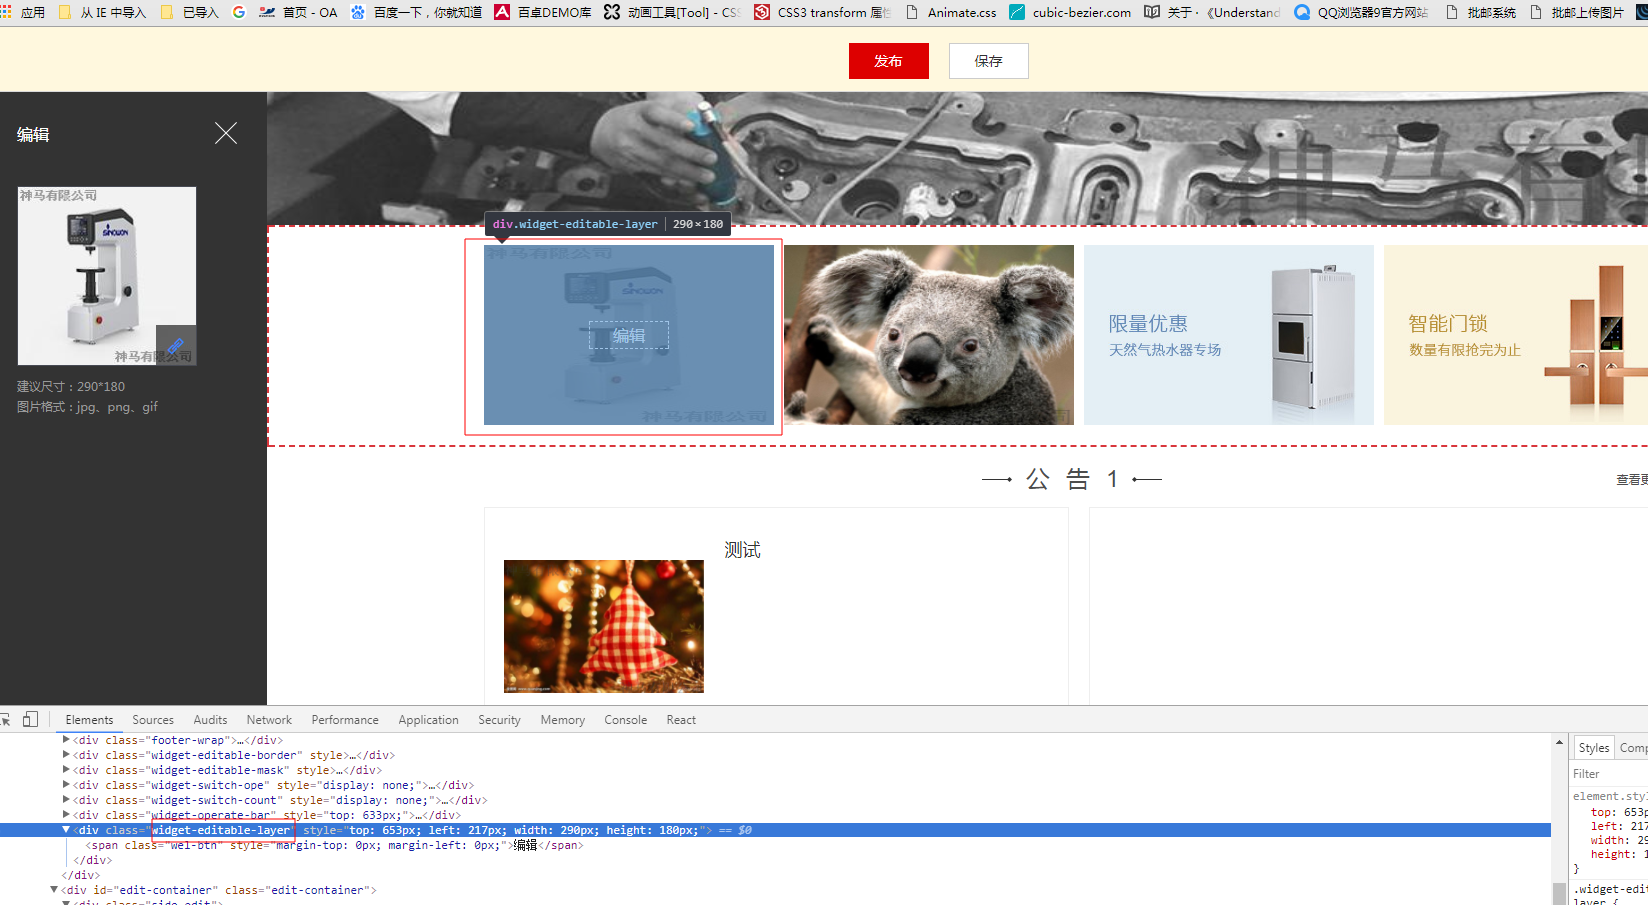 应用 从 IE 中导入 已导入 首页 - OA 百度一下，你就知道 百卓DEMO库 动画工具[Tool] - CSS CSS3 transform 属性 Animate.css cubic-bezier.com 关于 · 《Understand QQ浏览器9官方网站 批邮系统 批邮上传图片
发布 保存
编辑
神马有限公司
SINOWON
神马有限公司
建议尺寸：290*180
图片格式：jpg、png、gif
神马有限
div.widget-editable-layer 290×180
神马有限公司
SINOWON
编辑
神马有限公司
限量优惠
天然气热水器专场
智能门锁
数量有限抢完为止
公 告 1
查看更
测试
Elements Sources Audits Network Performance Application Security Memory Console React
<div class="footer-wrap">…</div>
<div class="widget-editable-border" style>…</div>
<div class="widget-editable-mask" style>…</div>
<div class="widget-switch-ope" style="display: none;">…</div>
<div class="widget-switch-count" style="display: none;">…</div>
<div class="widget-operate-bar" style="top: 633px;">…</div>
<div class="widget-editable-layer" style="top: 653px; left: 217px; width: 290px; height: 180px;"> == $0
<span class="wel-btn" style="margin-top: 0px; margin-left: 0px;">编辑</span>
</div>
</div>
<div id="edit-container" class="edit-container">
<div class="side-edit">
Styles Comp
Filter
element.styl
top: 653p
left: 217
width: 29
height: 1
}
.widget-edit
layer {